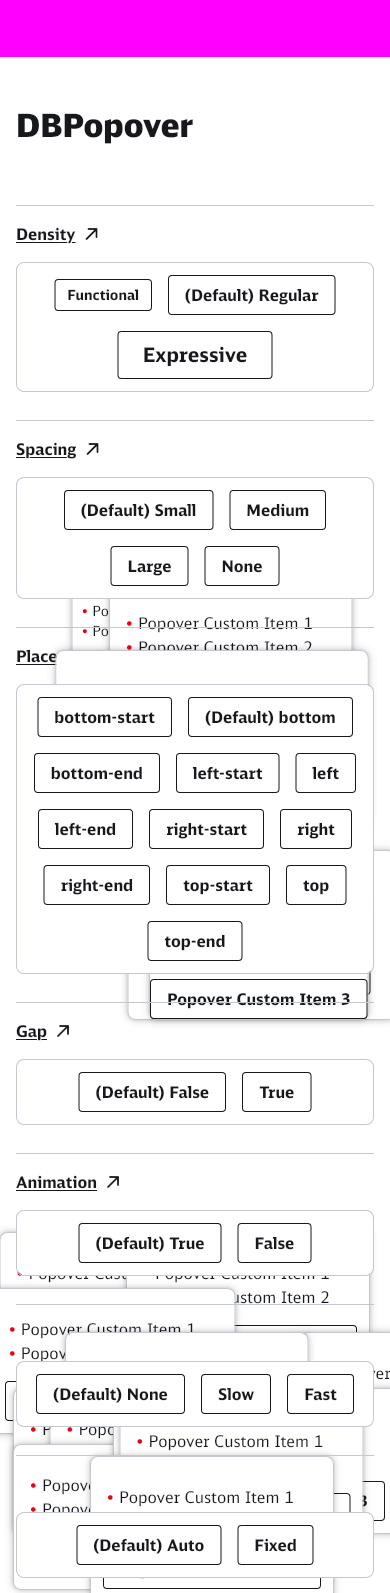 DBPopover
Density
Functional
(Default) Regular
Expressive
Spacing
(Default) Small
Medium
Large
None
Popover Custom Item 1
Popover Custom Item 2
bottom-start
(Default) bottom
bottom-end
left-start
left
left-end
right-start
right
right-end
top-start
top
top-end
Popover Custom Item 3
Gap
(Default) False
True
Animation
(Default) True
False
Popover Custom Item 1
Popover Custom Item 1
(Default) None
Slow
Fast
Popover Custom Item 1
Popover Custom Item 1
(Default) Auto
Fixed